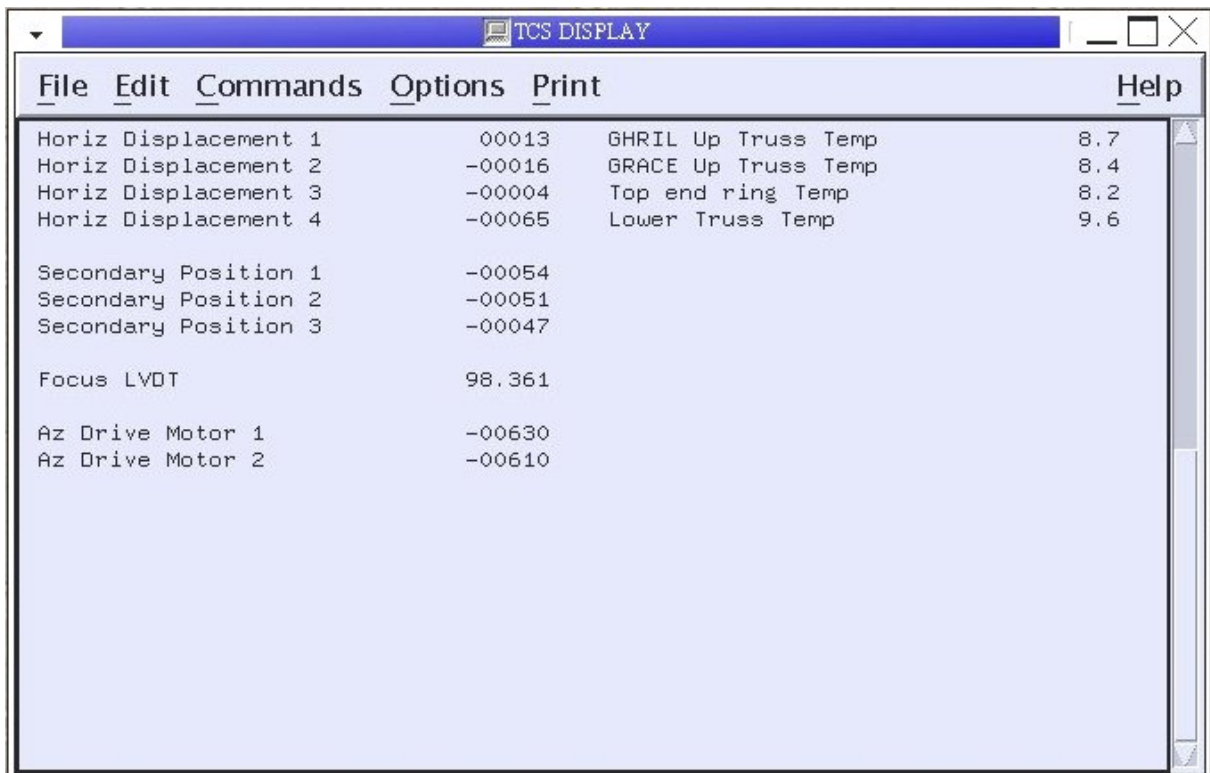 TCS DISPLAY
File Edit Commands Options Print Help
Horiz Displacement 1 00013 GHRIL Up Truss Temp 8.7
Horiz Displacement 2 -00016 GRACE Up Truss Temp 8.4
Horiz Displacement 3 -00004 Top end ring Temp 8.2
Horiz Displacement 4 -00065 Lower Truss Temp 9.6
Secondary Position 1 -00054
Secondary Position 2 -00051
Secondary Position 3 -00047
Focus LVDT 98.361
Az Drive Motor 1 -00630
Az Drive Motor 2 -00610